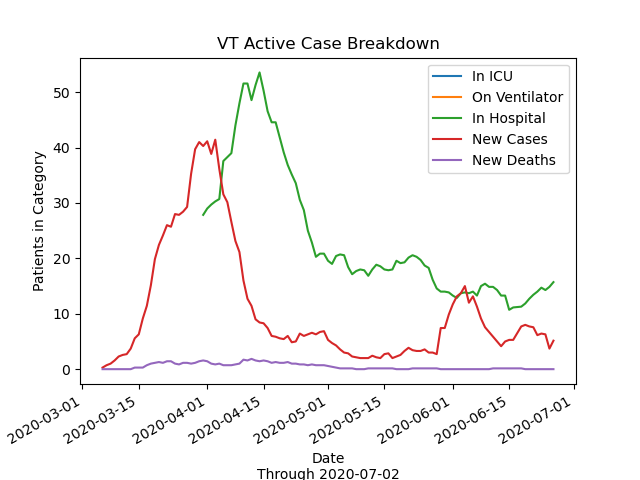 VT Active Case Breakdown
In ICU
On Ventilator
In Hospital
New Cases
New Deaths
Patients in Category
50
40
30
20
10
0
2020-03-01
2020-03-15
2020-04-01
2020-04-15
2020-05-01
2020-05-15
2020-06-01
2020-06-15
2020-07-01
Date
Through 2020-07-02